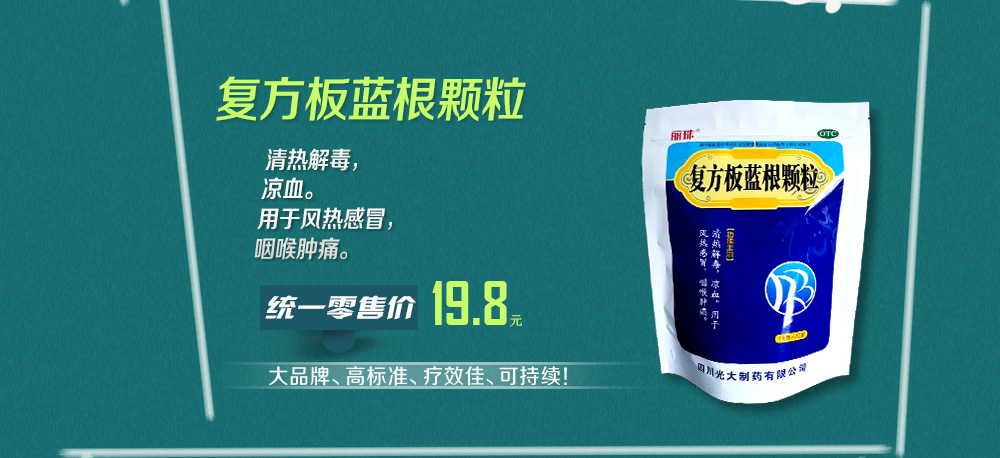 复方板蓝根颗粒
清热解毒，
凉血。
用于风热感冒，
咽喉肿痛。
统一零售价 19.8元
大品牌、高标准、疗效佳、可持续！
丽珠
OTC
复方板蓝根颗粒
清热解毒，凉血。用于
风热感冒，咽喉肿痛。
四川光大制药有限公司